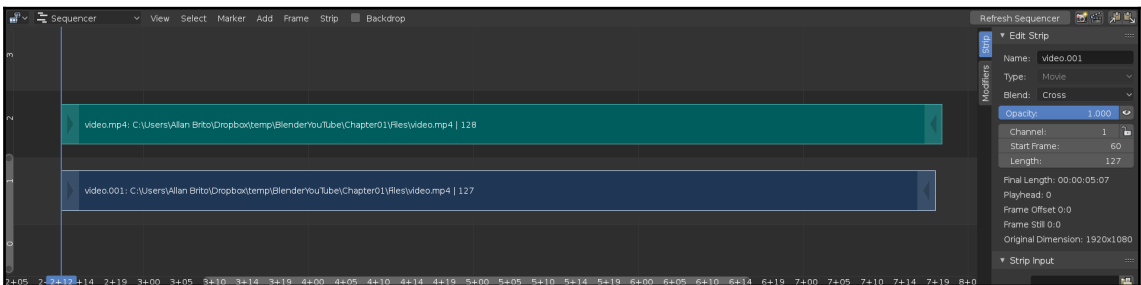 Sequencer View Select Marker Add Frame Strip Backdrop Refresh Sequencer
3
2
1
0
video.mp4: C:\Users\Allan Brito\Dropbox\temp\BlenderYouTube\Chapter01\Files\video.mp4 | 128
video.001: C:\Users\Allan Brito\Dropbox\temp\BlenderYouTube\Chapter01\Files\video.mp4 | 127
2+05 2+12 +14 2+19 3+00 3+05 3+10 3+14 3+19 4+00 4+05 4+10 4+14 4+19 5+00 5+05 5+10 5+14 5+19 6+00 6+05 6+10 6+14 6+19 7+00 7+05 7+10 7+14 7+19 8+0
Strip
Modifiers
Edit Strip
Name: video.001
Type: Movie
Blend: Cross
Opacity: 1.000
Channel: 1
Start Frame: 60
Length: 127
Final Length: 00:00:05:07
Playhead: 0
Frame Offset 0:0
Frame Still 0:0
Original Dimension: 1920x1080
Strip Input